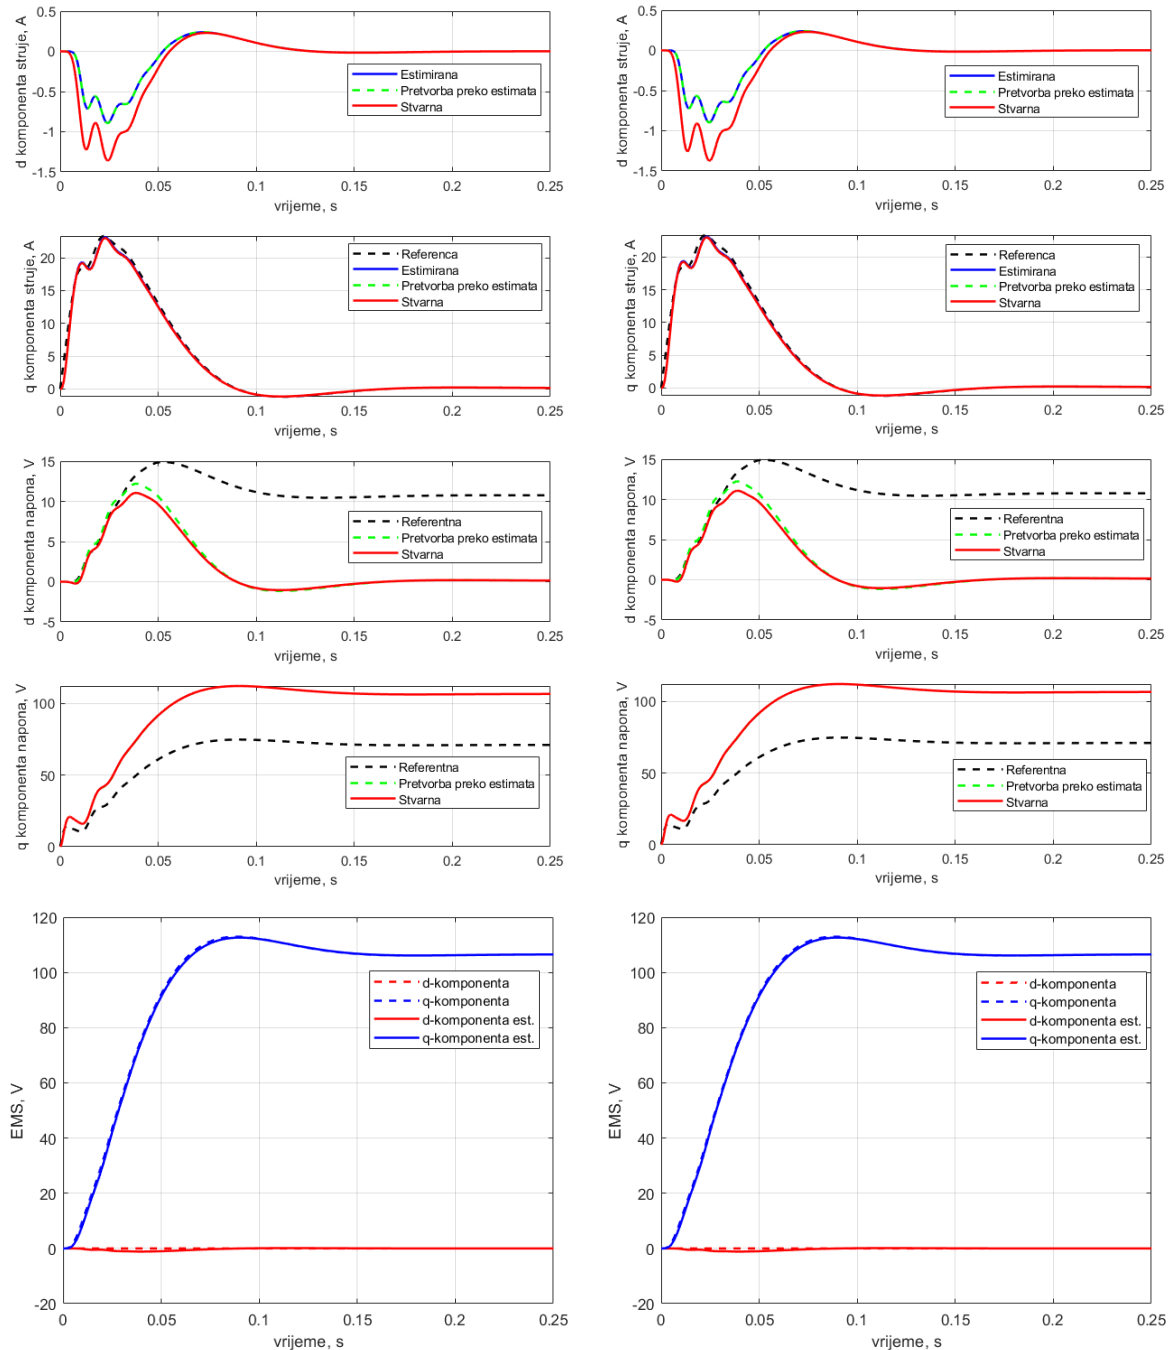 d komponenta struje, A
0.5
0
-0.5
-1
-1.5
Estimirana
Pretvorba preko estimata
Stvarna
0 0.05 0.1 0.15 0.2 0.25
vrijeme, s
d komponenta struje, A
0.5
0
-0.5
-1
-1.5
Estimirana
Pretvorba preko estimata
Stvarna
0 0.05 0.1 0.15 0.2 0.25
vrijeme, s
q komponenta struje, A
20
15
10
5
0
Referenca
Estimirana
Pretvorba preko estimata
Stvarna
0 0.05 0.1 0.15 0.2 0.25
vrijeme, s
q komponenta struje, A
20
15
10
5
0
Referenca
Estimirana
Pretvorba preko estimata
Stvarna
0 0.05 0.1 0.15 0.2 0.25
vrijeme, s
d komponenta napona, V
15
10
5
0
-5
Referentna
Pretvorba preko estimata
Stvarna
0 0.05 0.1 0.15 0.2 0.25
vrijeme, s
d komponenta napona, V
15
10
5
0
-5
Referentna
Pretvorba preko estimata
Stvarna
0 0.05 0.1 0.15 0.2 0.25
vrijeme, s
q komponenta napona, V
100
50
0
Referentna
Pretvorba preko estimata
Stvarna
0 0.05 0.1 0.15 0.2 0.25
vrijeme, s
q komponenta napona, V
100
50
0
Referentna
Pretvorba preko estimata
Stvarna
0 0.05 0.1 0.15 0.2 0.25
vrijeme, s
EMS, V
120
100
80
60
40
20
0
-20
d-komponenta
q-komponenta
d-komponenta est.
q-komponenta est.
0 0.05 0.1 0.15 0.2 0.25
vrijeme, s
EMS, V
120
100
80
60
40
20
0
-20
d-komponenta
q-komponenta
d-komponenta est.
q-komponenta est.
0 0.05 0.1 0.15 0.2 0.25
vrijeme, s